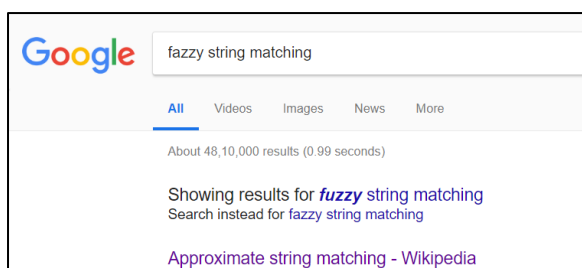 Google
fazzy string matching
All Videos Images News More
About 48,10,000 results (0.99 seconds)
Showing results for fuzzy string matching
Search instead for fazzy string matching
Approximate string matching - Wikipedia